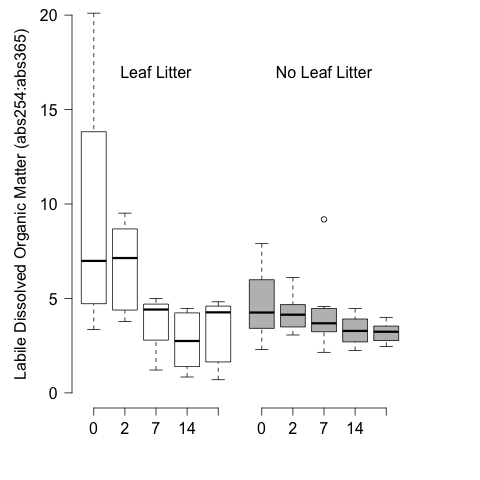 Labile Dissolved Organic Matter (abs254:abs365)
20
15
10
5
0
Leaf Litter
No Leaf Litter
0 2 7 14
0 2 7 14